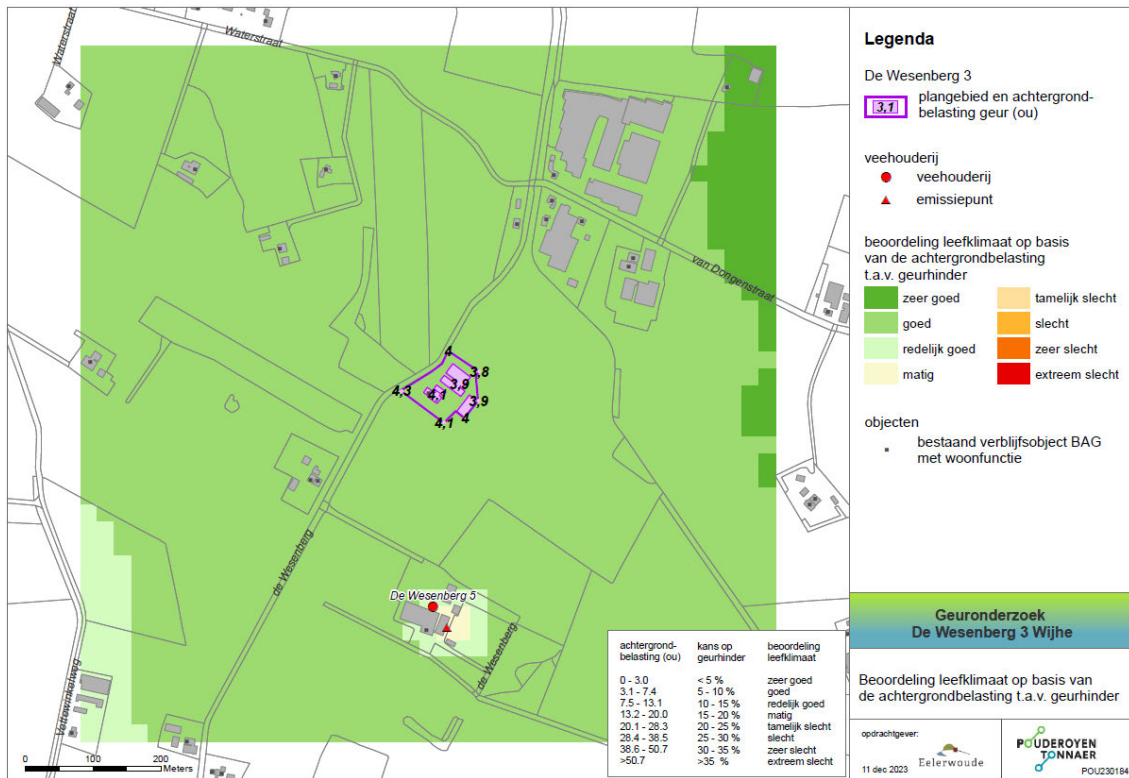 Waterstraat
Waterstraat
van Dongenstraat
4
3,8
4,3
4,1
3,9
3,9
4,1
4
de Wesenberg
De Wesenberg 5
de Wesenberg
0 50 100 200
Meters
achtergrond-
belasting (ou)
kans op
geurhinder
beoordeling
leefklimaat
0 - 3.0 < 5 % zeer goed
3.1 - 7.4 5 - 10 % goed
7.5 - 13.1 10 - 15 % redelijk goed
13.2 - 20.0 15 - 20 % matig
20.1 - 28.3 20 - 25 % tamelijk slecht
28.4 - 38.5 25 - 30 % slecht
38.6 - 50.7 30 - 35 % zeer slecht
>50.7 >35 % extreem slecht
Legenda
De Wesenberg 3
3,1
plangebied en achtergrond-
belasting geur (ou)
veehouderij
veehouderij
emissiepunt
beoordeling leefklimaat op basis
van de achtergrondbelasting
t.a.v. geurhinder
zeer goed
goed
redelijk goed
matig
tamelijk slecht
slecht
zeer slecht
extreem slecht
objecten
bestaand verblijfsobject BAG
met woonfunctie
Geuronderzoek
De Wesenberg 3 Wijhe
Beoordeling leefklimaat op basis van
de achtergrondbelasting t.a.v. geurhinder
opdrachtgever:
Eelerwoude
11 dec 2023
POUDEROYEN
TONNAER
POU230184